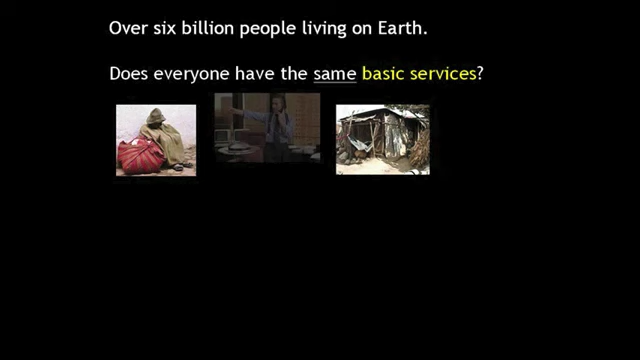 Over six billion people living on Earth.
Does everyone have the same basic services?